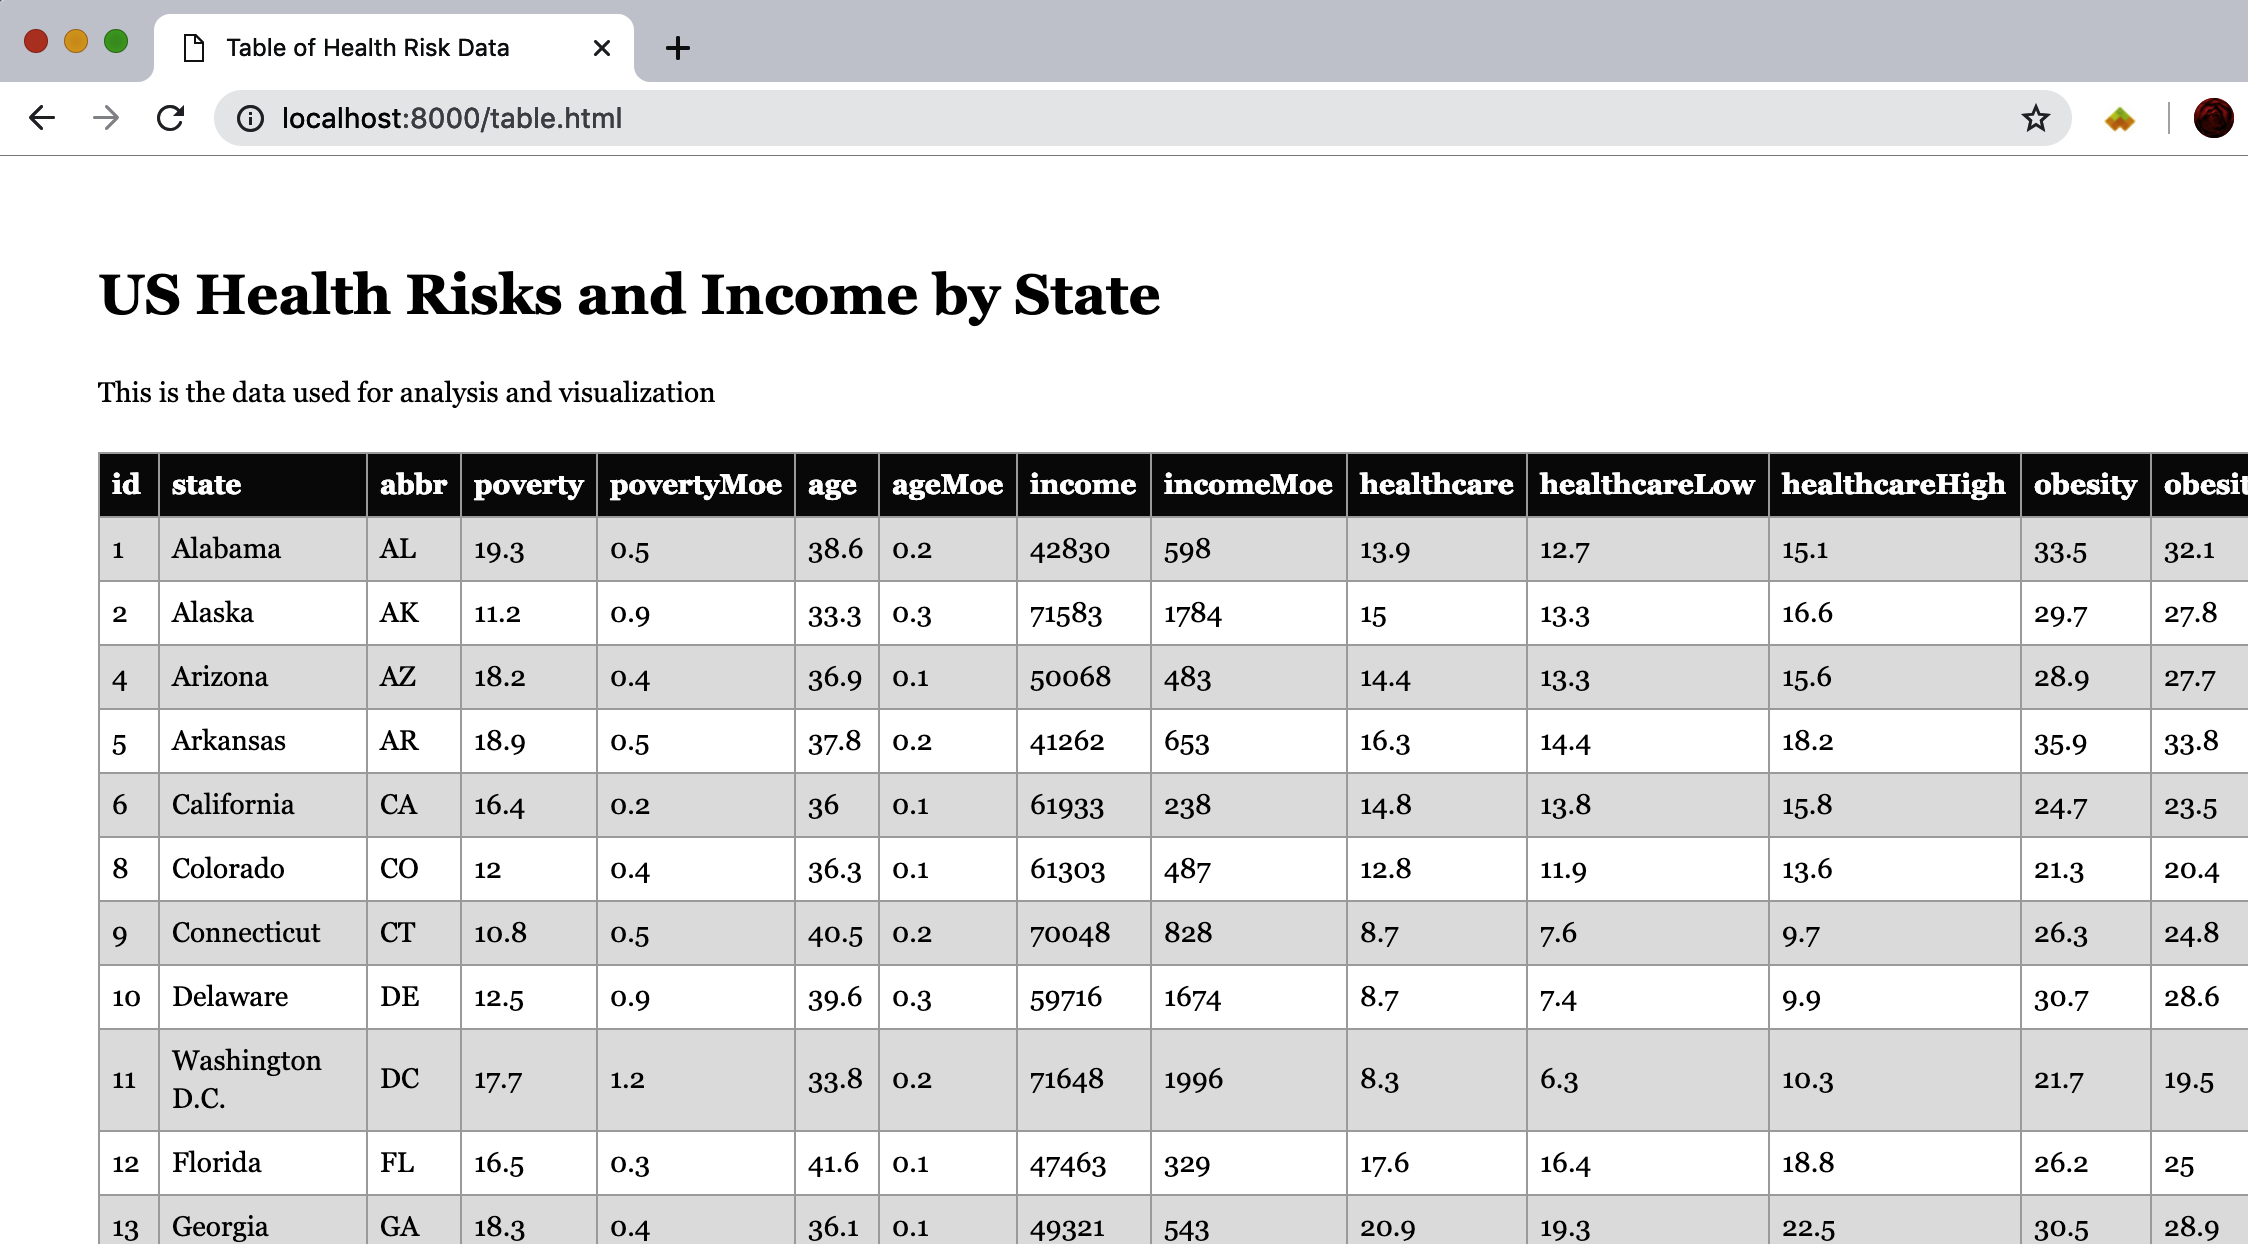 Table of Health Risk Data
localhost:8000/table.html
US Health Risks and Income by State
This is the data used for analysis and visualization
id state abbr poverty povertyMoe age ageMoe income incomeMoe healthcare healthcareLow healthcareHigh obesity obesit
1 Alabama AL 19.3 0.5 38.6 0.2 42830 598 13.9 12.7 15.1 33.5 32.1
2 Alaska AK 11.2 0.9 33.3 0.3 71583 1784 15 13.3 16.6 29.7 27.8
4 Arizona AZ 18.2 0.4 36.9 0.1 50068 483 14.4 13.3 15.6 28.9 27.7
5 Arkansas AR 18.9 0.5 37.8 0.2 41262 653 16.3 14.4 18.2 35.9 33.8
6 California CA 16.4 0.2 36 0.1 61933 238 14.8 13.8 15.8 24.7 23.5
8 Colorado CO 12 0.4 36.3 0.1 61303 487 12.8 11.9 13.6 21.3 20.4
9 Connecticut CT 10.8 0.5 40.5 0.2 70048 828 8.7 7.6 9.7 26.3 24.8
10 Delaware DE 12.5 0.9 39.6 0.3 59716 1674 8.7 7.4 9.9 30.7 28.6
11 Washington D.C. DC 17.7 1.2 33.8 0.2 71648 1996 8.3 6.3 10.3 21.7 19.5
12 Florida FL 16.5 0.3 41.6 0.1 47463 329 17.6 16.4 18.8 26.2 25
13 Georgia GA 18.3 0.4 36.1 0.1 49321 543 20.9 19.3 22.5 30.5 28.9